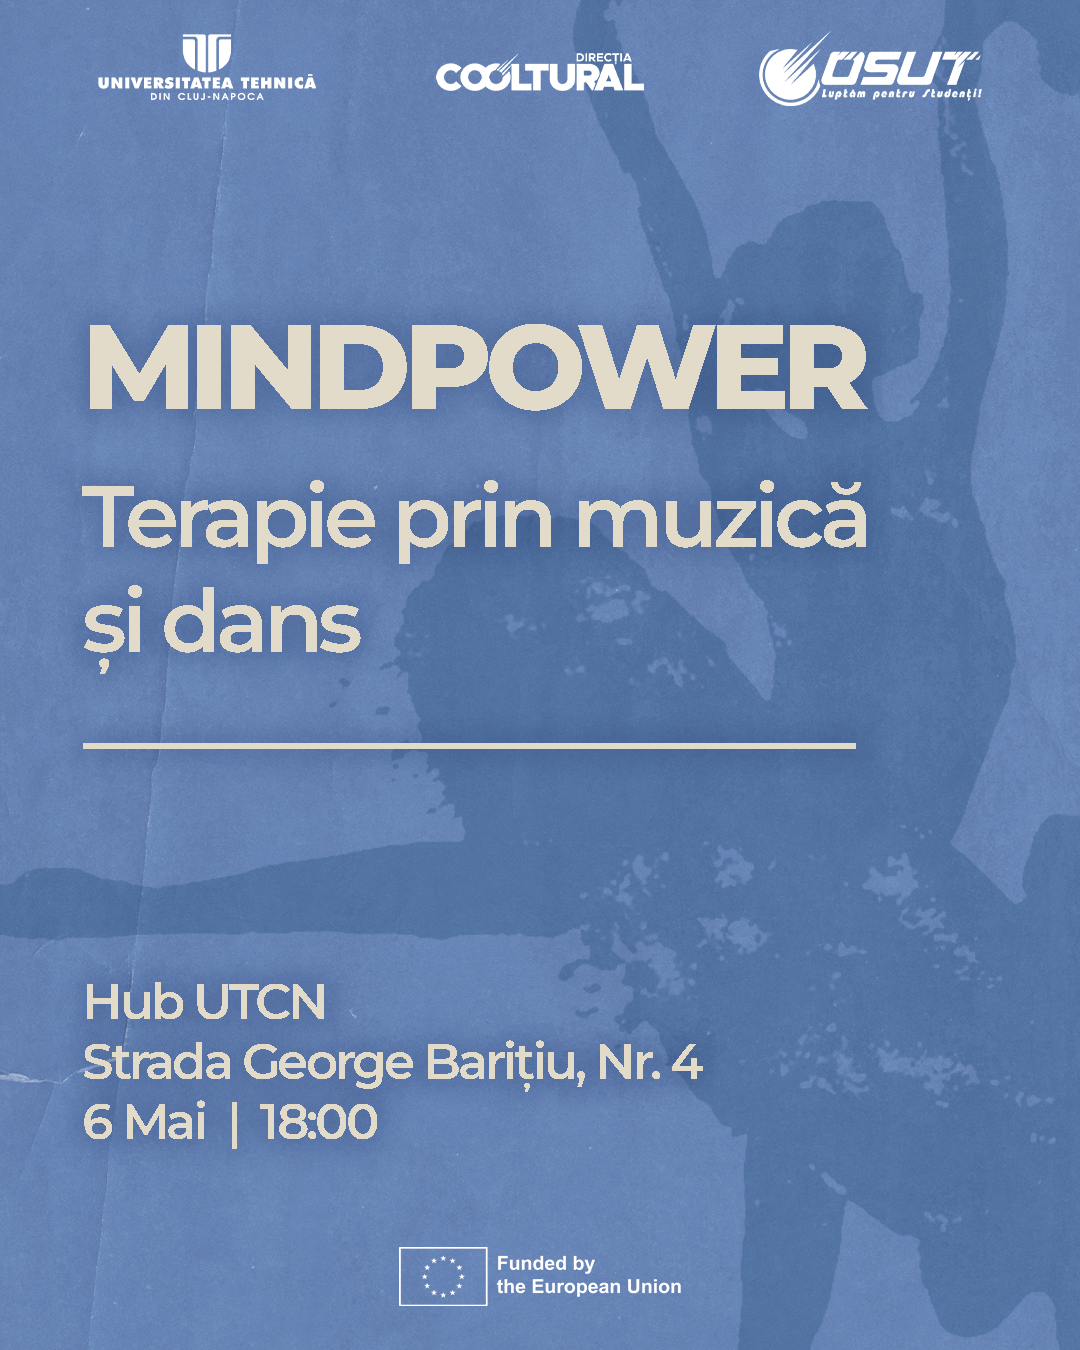 UNIVERSITATEA TEHNICĂ
DIN CLUJ-NAPOCA
DIRECȚIA
COOLTURAL
OSUT
Luptăm pentru Studenți!
MINDPOWER
Terapie prin muzică
și dans
Hub UTCN
Strada George Barițiu, Nr. 4
6 Mai | 18:00
Funded by
the European Union